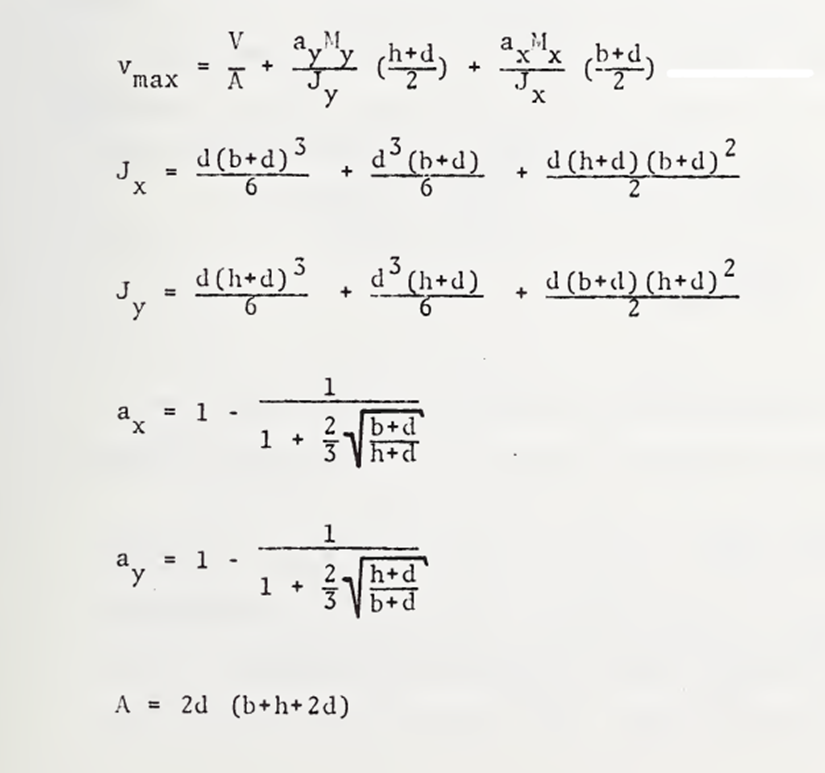 v_max = V/A + (a_y M_y / J_y) ((h+d)/2) + (a_x M_x / J_x) ((b+d)/2)
J_x = d(b+d)^3/6 + d^3(b+d)/6 + d(h+d)(b+d)^2/2
J_y = d(h+d)^3/6 + d^3(h+d)/6 + d(b+d)(h+d)^2/2
a_x = 1 - 1/(1 + (2/3)√((b+d)/(h+d)))
a_y = 1 - 1/(1 + (2/3)√((h+d)/(b+d)))
A = 2d (b+h+2d)